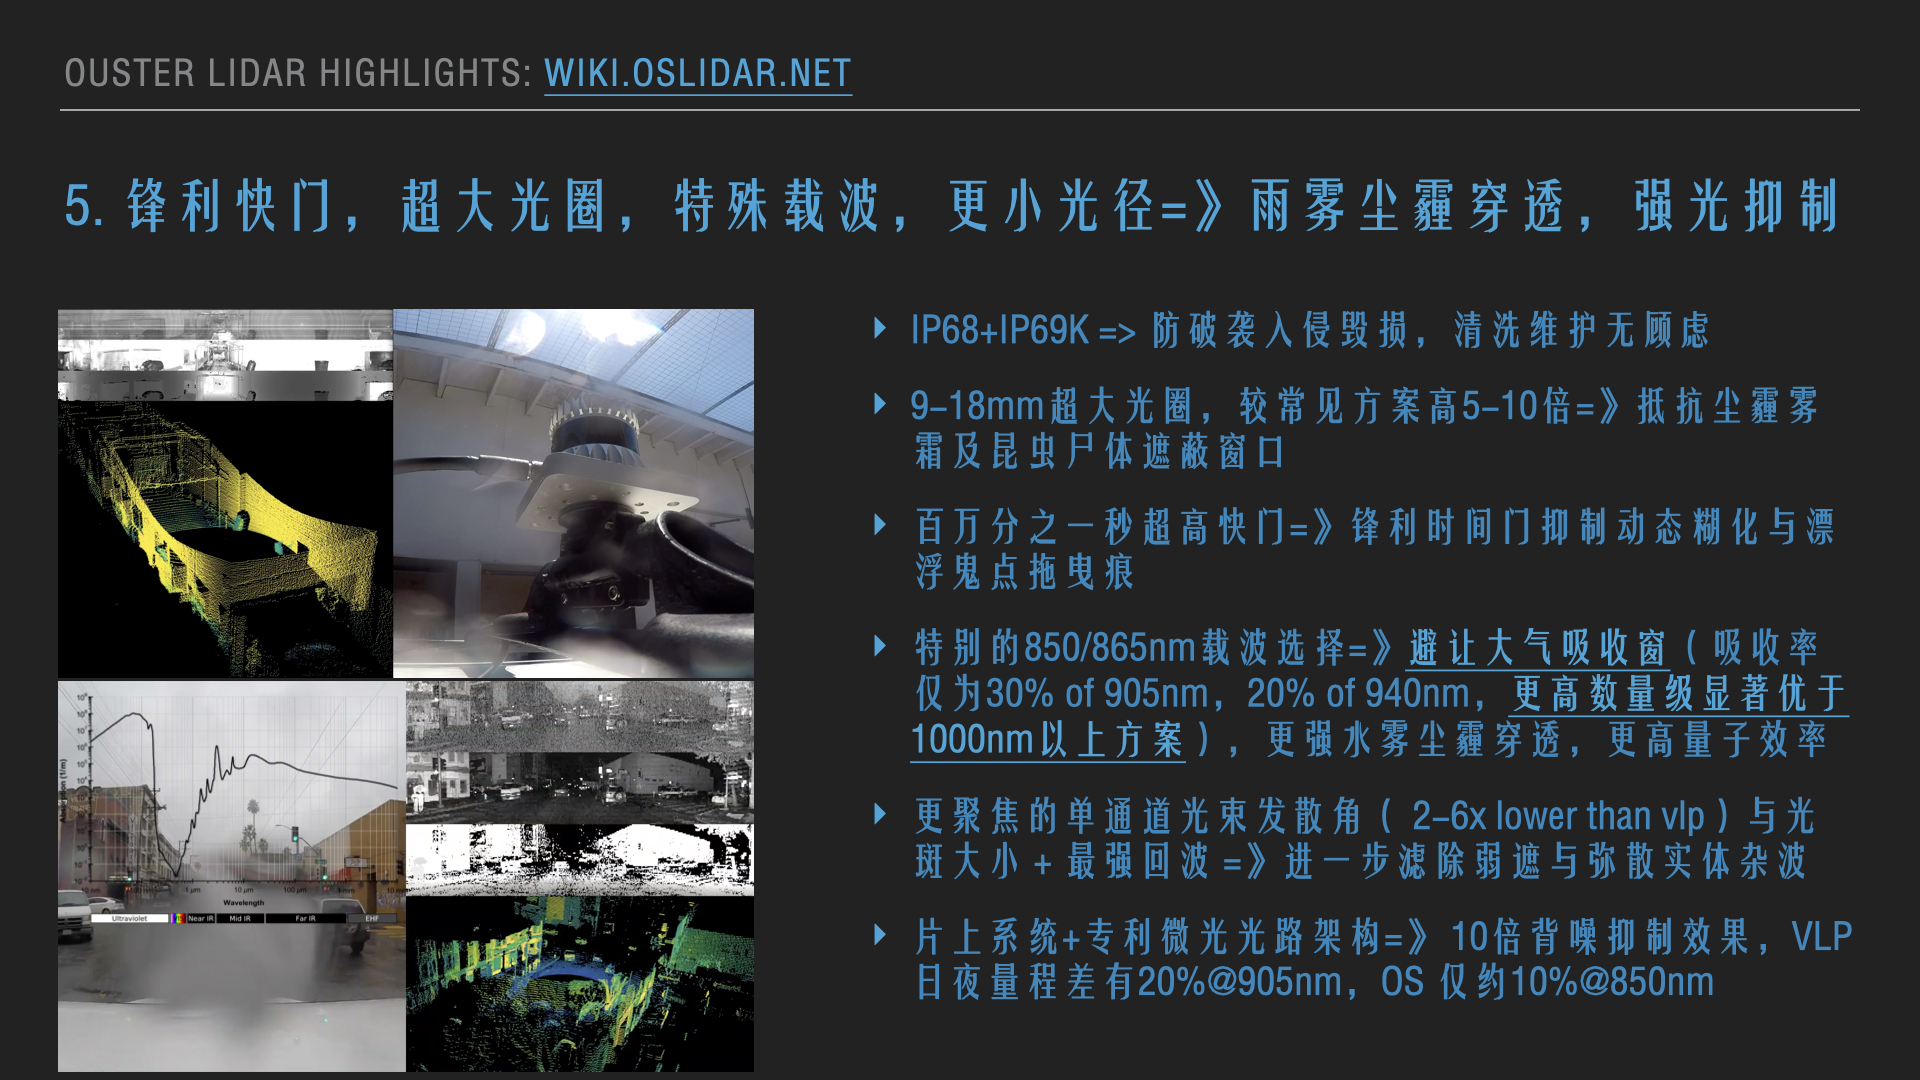 OUSTER LIDAR HIGHLIGHTS: WIKI.OSLIDAR.NET
5. 锋利快门，超大光圈，特殊载波，更小光径=》雨雾尘霾穿透，强光抑制
IP68+IP69K => 防破袭入侵毁损，清洗维护无顾虑
9–18mm超大光圈，较常见方案高5–10倍=》抵抗尘霾雾
霜及昆虫尸体遮蔽窗口
百万分之一秒超高快门=》锋利时间门抑制动态糊化与漂
浮鬼点拖曳痕
特别的850/865nm载波选择=》避让大气吸收窗（吸收率
仅为30% of 905nm，20% of 940nm，更高数量级显著优于
1000nm以上方案），更强水雾尘霾穿透，更高量子效率
更聚焦的单通道光束发散角（ 2–6x lower than vlp ）与光
斑大小 + 最强回波 =》进一步滤除弱遮与弥散实体杂波
片上系统+专利微光光路架构=》 10倍背噪抑制效果，VLP
日夜量程差有20%@905nm，OS 仅约10%@850nm
1 µm 10 µm 100 µm
Wavelength
Ultraviolet Near IR Mid IR Far IR EHF